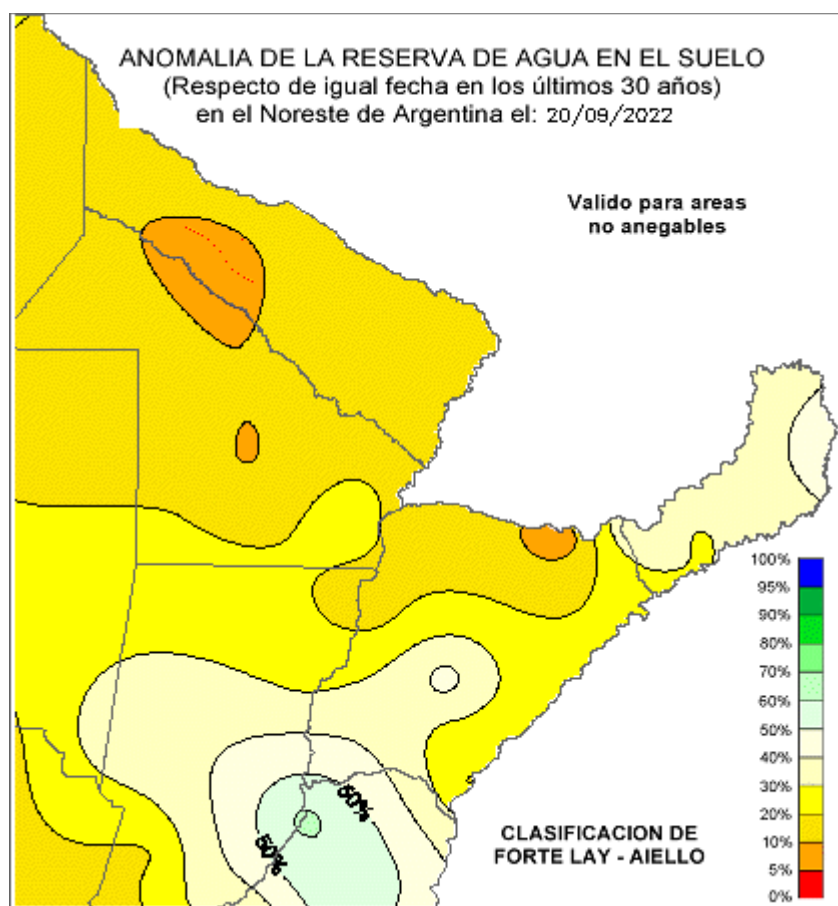 ANOMALIA DE LA RESERVA DE AGUA EN EL SUELO
(Respecto de igual fecha en los últimos 30 años)
en el Noreste de Argentina el: 20/09/2022
Valido para areas
no anegables
100%
95%
90%
80%
70%
60%
50%
40%
30%
20%
10%
5%
0%
50%
50%
CLASIFICACION DE
FORTE LAY - AIELLO